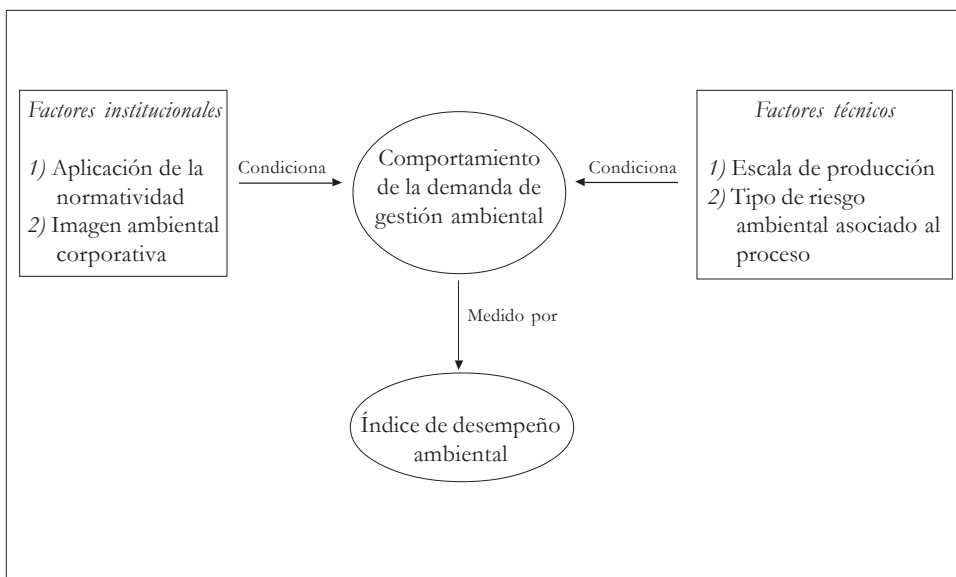 Factores institucionales
1) Aplicación de la
normatividad
2) Imagen ambiental
corporativa
Condiciona
Comportamiento
de la demanda de
gestión ambiental
Condiciona
Factores técnicos
1) Escala de producción
2) Tipo de riesgo
ambiental asociado al
proceso
Medido por
Índice de desempeño
ambiental